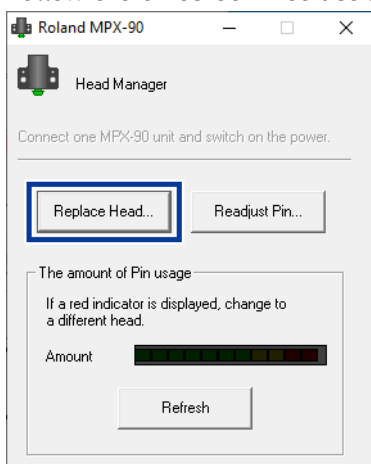 Roland MPX-90
Head Manager
Connect one MPX-90 unit and switch on the power.
Replace Head...
Readjust Pin...
The amount of Pin usage
If a red indicator is displayed, change to
a different head.
Amount
Refresh